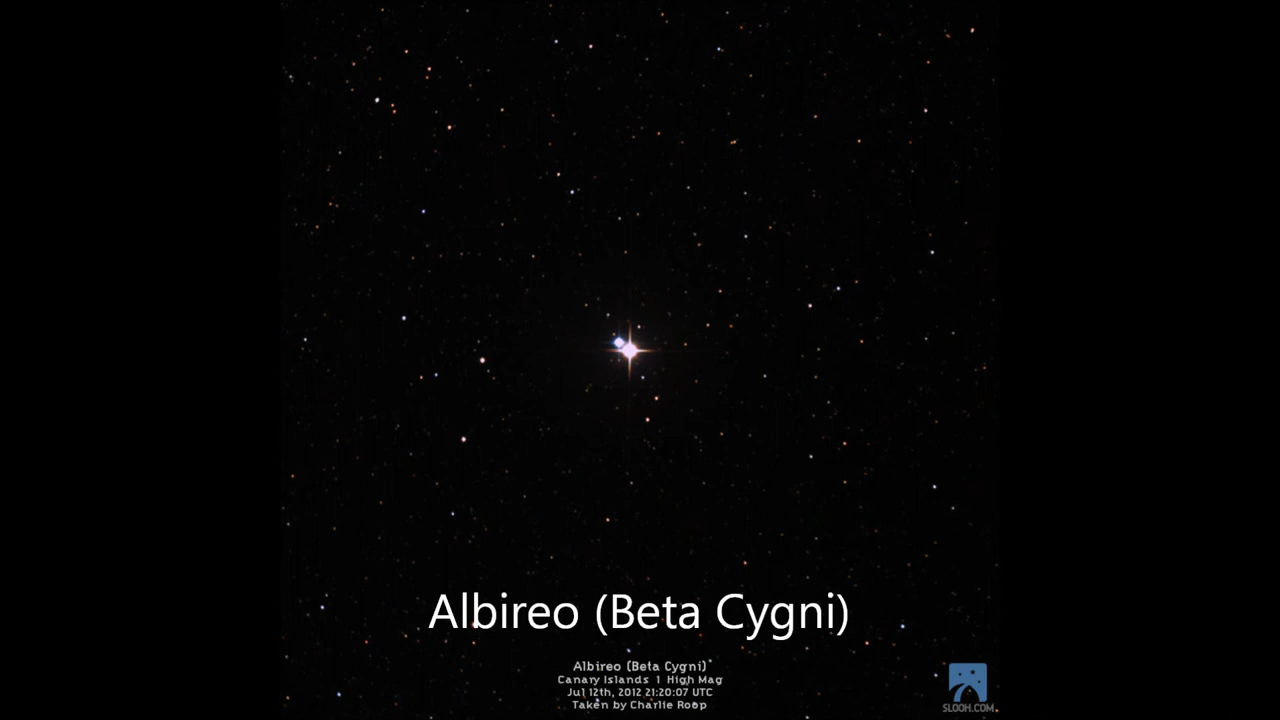 Albireo (Beta Cygni)
Albireo (Beta Cygni)
Canary Islands 1 High Mag
Jul 12th, 2012 21:20:07 UTC
Taken by Charlie Roop
SLOOH.COM